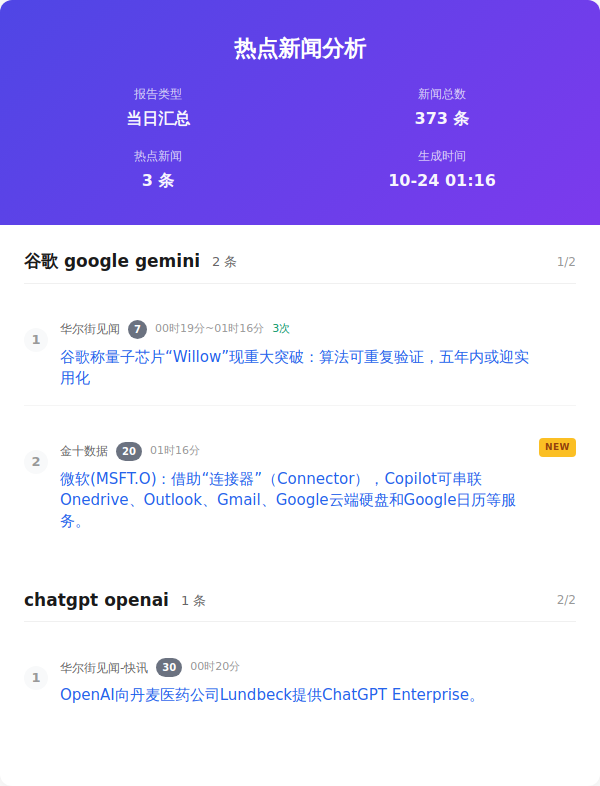 热点新闻分析
报告类型
新闻总数
当日汇总
373 条
热点新闻
生成时间
3 条
10-24 01:16
谷歌 google gemini 2 条 1/2
1
华尔街见闻 7 00时19分~01时16分 3次
谷歌称量子芯片“Willow”现重大突破：算法可重复验证，五年内或迎实
用化
2
金十数据 20 01时16分 NEW
微软(MSFT.O)：借助“连接器”（Connector），Copilot可串联
Onedrive、Outlook、Gmail、Google云端硬盘和Google日历等服
务。
chatgpt openai 1 条 2/2
1
华尔街见闻-快讯 30 00时20分
OpenAI向丹麦医药公司Lundbeck提供ChatGPT Enterprise。